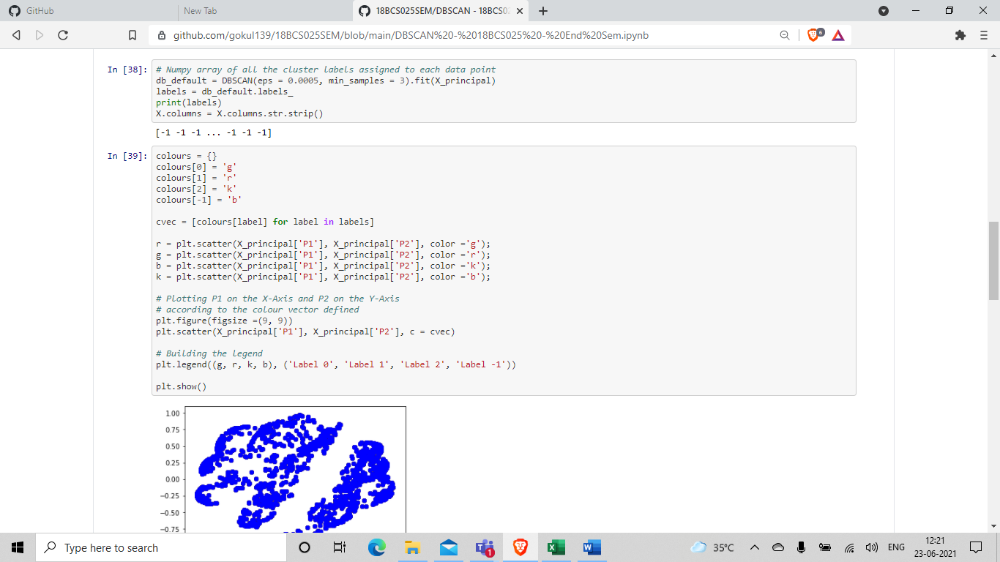 GitHub
New Tab
18BCS025SEM/DBSCAN - 18BCS02
github.com/gokul139/18BCS025SEM/blob/main/DBSCAN%20-%2018BCS025%20-%20End%20Sem.ipynb
6
In [38]:
# Numpy array of all the cluster labels assigned to each data point
db_default = DBSCAN(eps = 0.0005, min_samples = 3).fit(X_principal)
labels = db_default.labels_
print(labels)
X.columns = X.columns.str.strip()
[-1 -1 -1 ... -1 -1 -1]
In [39]:
colours = {}
colours[0] = 'g'
colours[1] = 'r'
colours[2] = 'k'
colours[-1] = 'b'
cvec = [colours[label] for label in labels]
r = plt.scatter(X_principal['P1'], X_principal['P2'], color ='g');
g = plt.scatter(X_principal['P1'], X_principal['P2'], color ='r');
b = plt.scatter(X_principal['P1'], X_principal['P2'], color ='k');
k = plt.scatter(X_principal['P1'], X_principal['P2'], color ='b');
# Plotting P1 on the X-Axis and P2 on the Y-Axis
# according to the colour vector defined
plt.figure(figsize =(9, 9))
plt.scatter(X_principal['P1'], X_principal['P2'], c = cvec)
# Building the legend
plt.legend((g, r, k, b), ('Label 0', 'Label 1', 'Label 2', 'Label -1'))
plt.show()
1.00
0.75
0.50
0.25
0.00
−0.25
−0.50
−0.75
Type here to search
1
35°C
ENG
12:21
23-06-2021